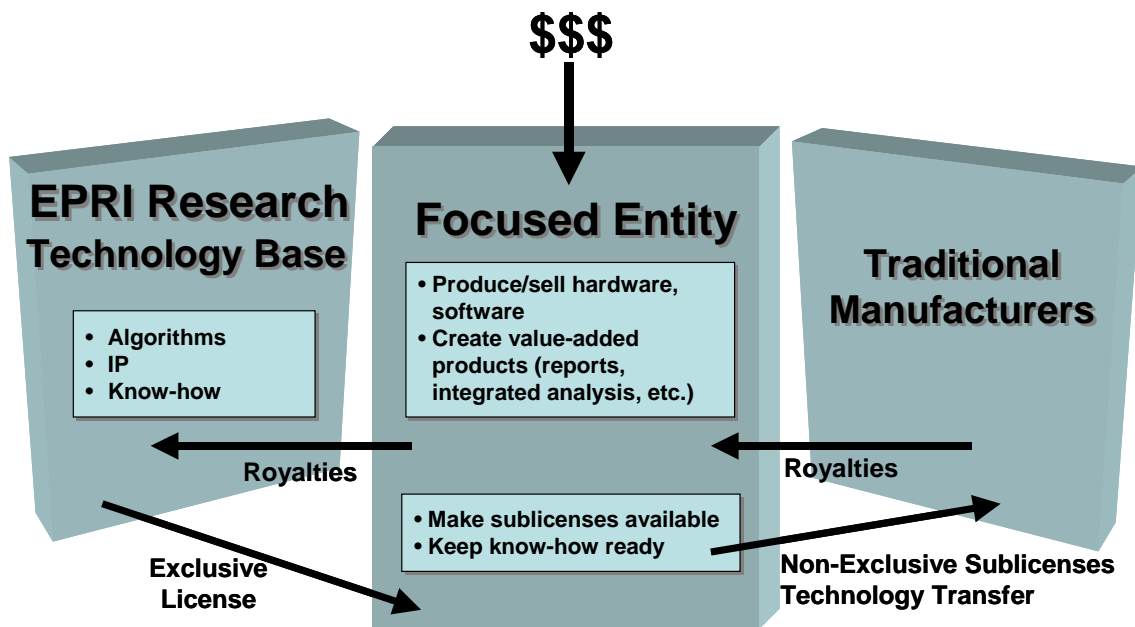 $$$
EPRI Research
Technology Base
• Algorithms
• IP
• Know-how
Focused Entity
• Produce/sell hardware,
software
• Create value-added
products (reports,
integrated analysis, etc.)
Traditional
Manufacturers
Royalties
Royalties
• Make sublicenses available
• Keep know-how ready
Exclusive
License
Non-Exclusive Sublicenses
Technology Transfer